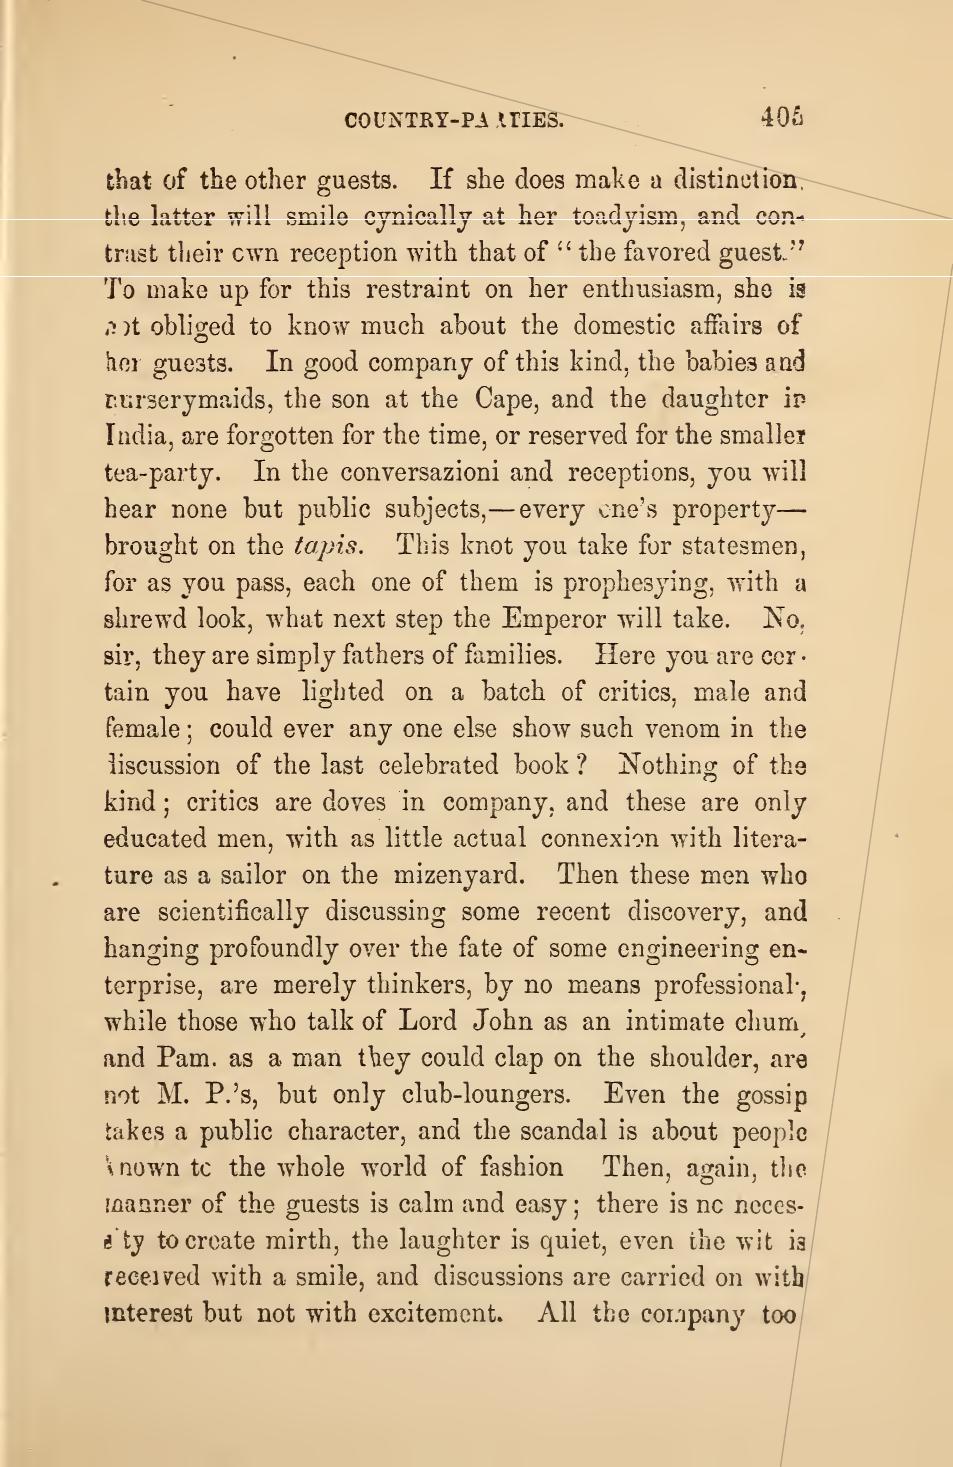 COUNTRY-PARTIES. 405
that of the other guests. If she does make a distinction,
the latter will smile cynically at her toadyism, and con-
trast their own reception with that of “ the favored guest.”
To make up for this restraint on her enthusiasm, she is
not obliged to know much about the domestic affairs of
her guests. In good company of this kind, the babies and
nurserymaids, the son at the Cape, and the daughter in
India, are forgotten for the time, or reserved for the smaller
tea-party. In the conversazioni and receptions, you will
hear none but public subjects,—every one’s property—
brought on the tapis. This knot you take for statesmen,
for as you pass, each one of them is prophesying, with a
shrewd look, what next step the Emperor will take. No,
sir, they are simply fathers of families. Here you are cer-
tain you have lighted on a batch of critics, male and
female; could ever any one else show such venom in the
discussion of the last celebrated book? Nothing of the
kind; critics are doves in company, and these are only
educated men, with as little actual connexion with litera-
ture as a sailor on the mizenyard. Then these men who
are scientifically discussing some recent discovery, and
hanging profoundly over the fate of some engineering en-
terprise, are merely thinkers, by no means professional;
while those who talk of Lord John as an intimate chum,
and Pam. as a man they could clap on the shoulder, are
not M. P.’s, but only club-loungers. Even the gossip
takes a public character, and the scandal is about people
known to the whole world of fashion Then, again, the
manner of the guests is calm and easy; there is no neces-
sity to create mirth, the laughter is quiet, even the wit is
received with a smile, and discussions are carried on with
interest but not with excitement. All the company too